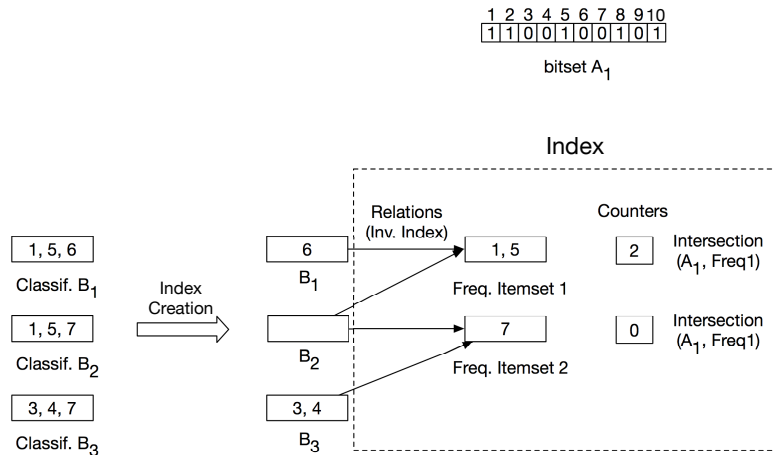 1 2 3 4 5 6 7 8 9 10
1 1 0 0 1 0 0 1 0 1
bitset A1
Index
Relations
(Inv. Index)
Counters
1, 5, 6
Classif. B1
6
B1
1, 5
Freq. Itemset 1
2
Intersection
(A1, Freq1)
Index
Creation
1, 5, 7
Classif. B2
B2
7
Freq. Itemset 2
0
Intersection
(A1, Freq1)
3, 4, 7
Classif. B3
3, 4
B3